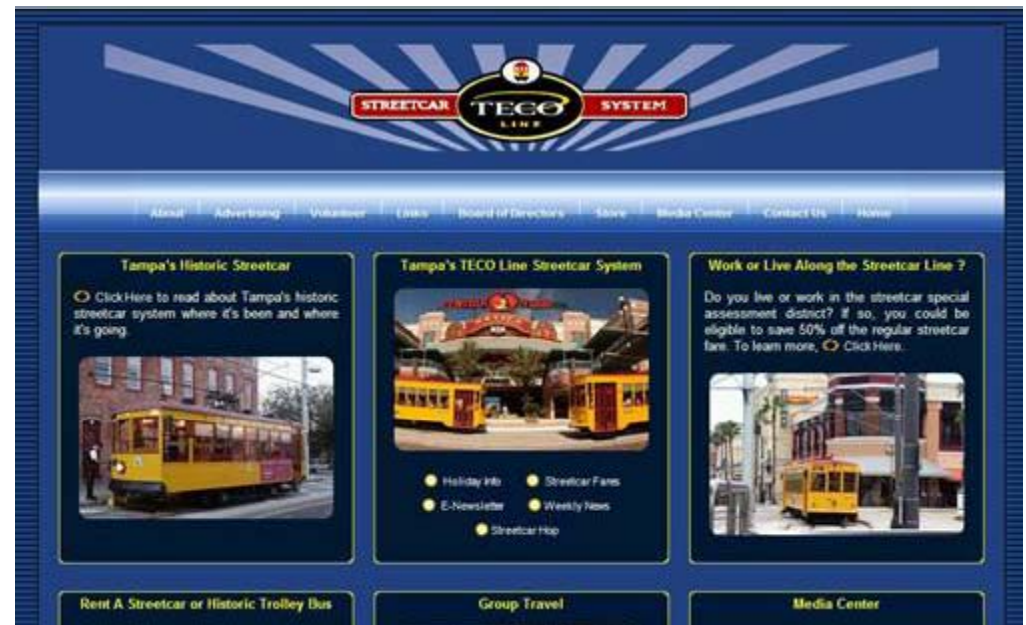 STREETCAR TECO SYSTEM
LINE
About Advertising Volunteer Links Board of Directors Store Media Center Contact Us Home
Tampa's Historic Streetcar
Click Here to read about Tampa's historic
streetcar system where it's been and where
it's going.
Tampa's TECO Line Streetcar System
Holiday Info Streetcar Fares
E-Newsletter Weekly News
Streetcar Hop
Work or Live Along the Streetcar Line ?
Do you live or work in the streetcar special
assessment district? If so, you could be
eligible to save 50% off the regular streetcar
fare. To learn more, Click Here.
Rent A Streetcar or Historic Trolley Bus
Group Travel
Media Center